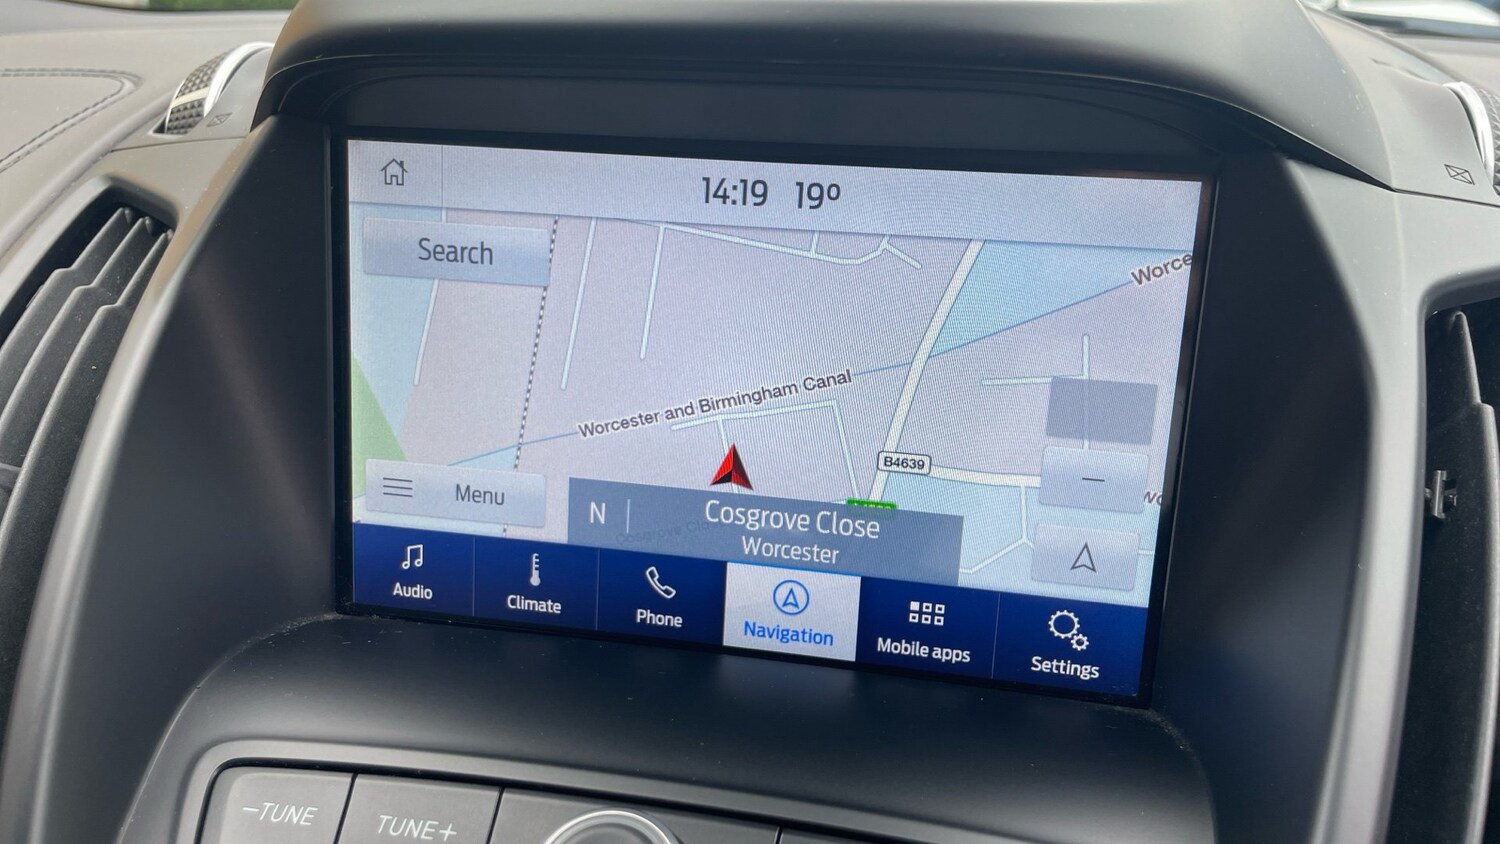 14:19 19º
Search
Worce
Worcester and Birmingham Canal
B4639
Menu
N
Cosgrove Close
Worcester
Audio
Climate
Phone
Navigation
Mobile apps
Settings
-TUNE
TUNE+